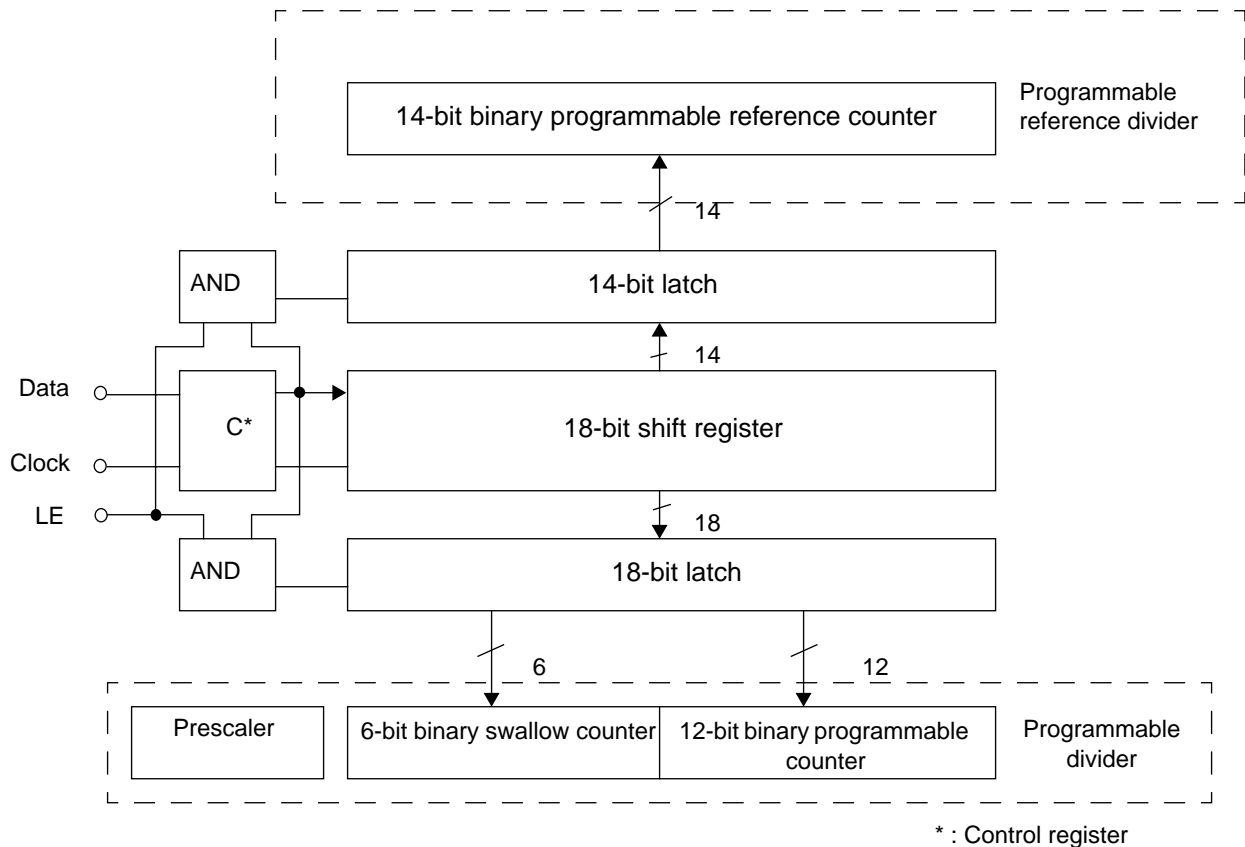 14-bit binary programmable reference counter
Programmable
reference divider
14
AND
14-bit latch
14
Data
C*
18-bit shift register
Clock
LE
18
AND
18-bit latch
6
12
Prescaler
6-bit binary swallow counter
12-bit binary programmable
counter
Programmable
divider
* : Control register